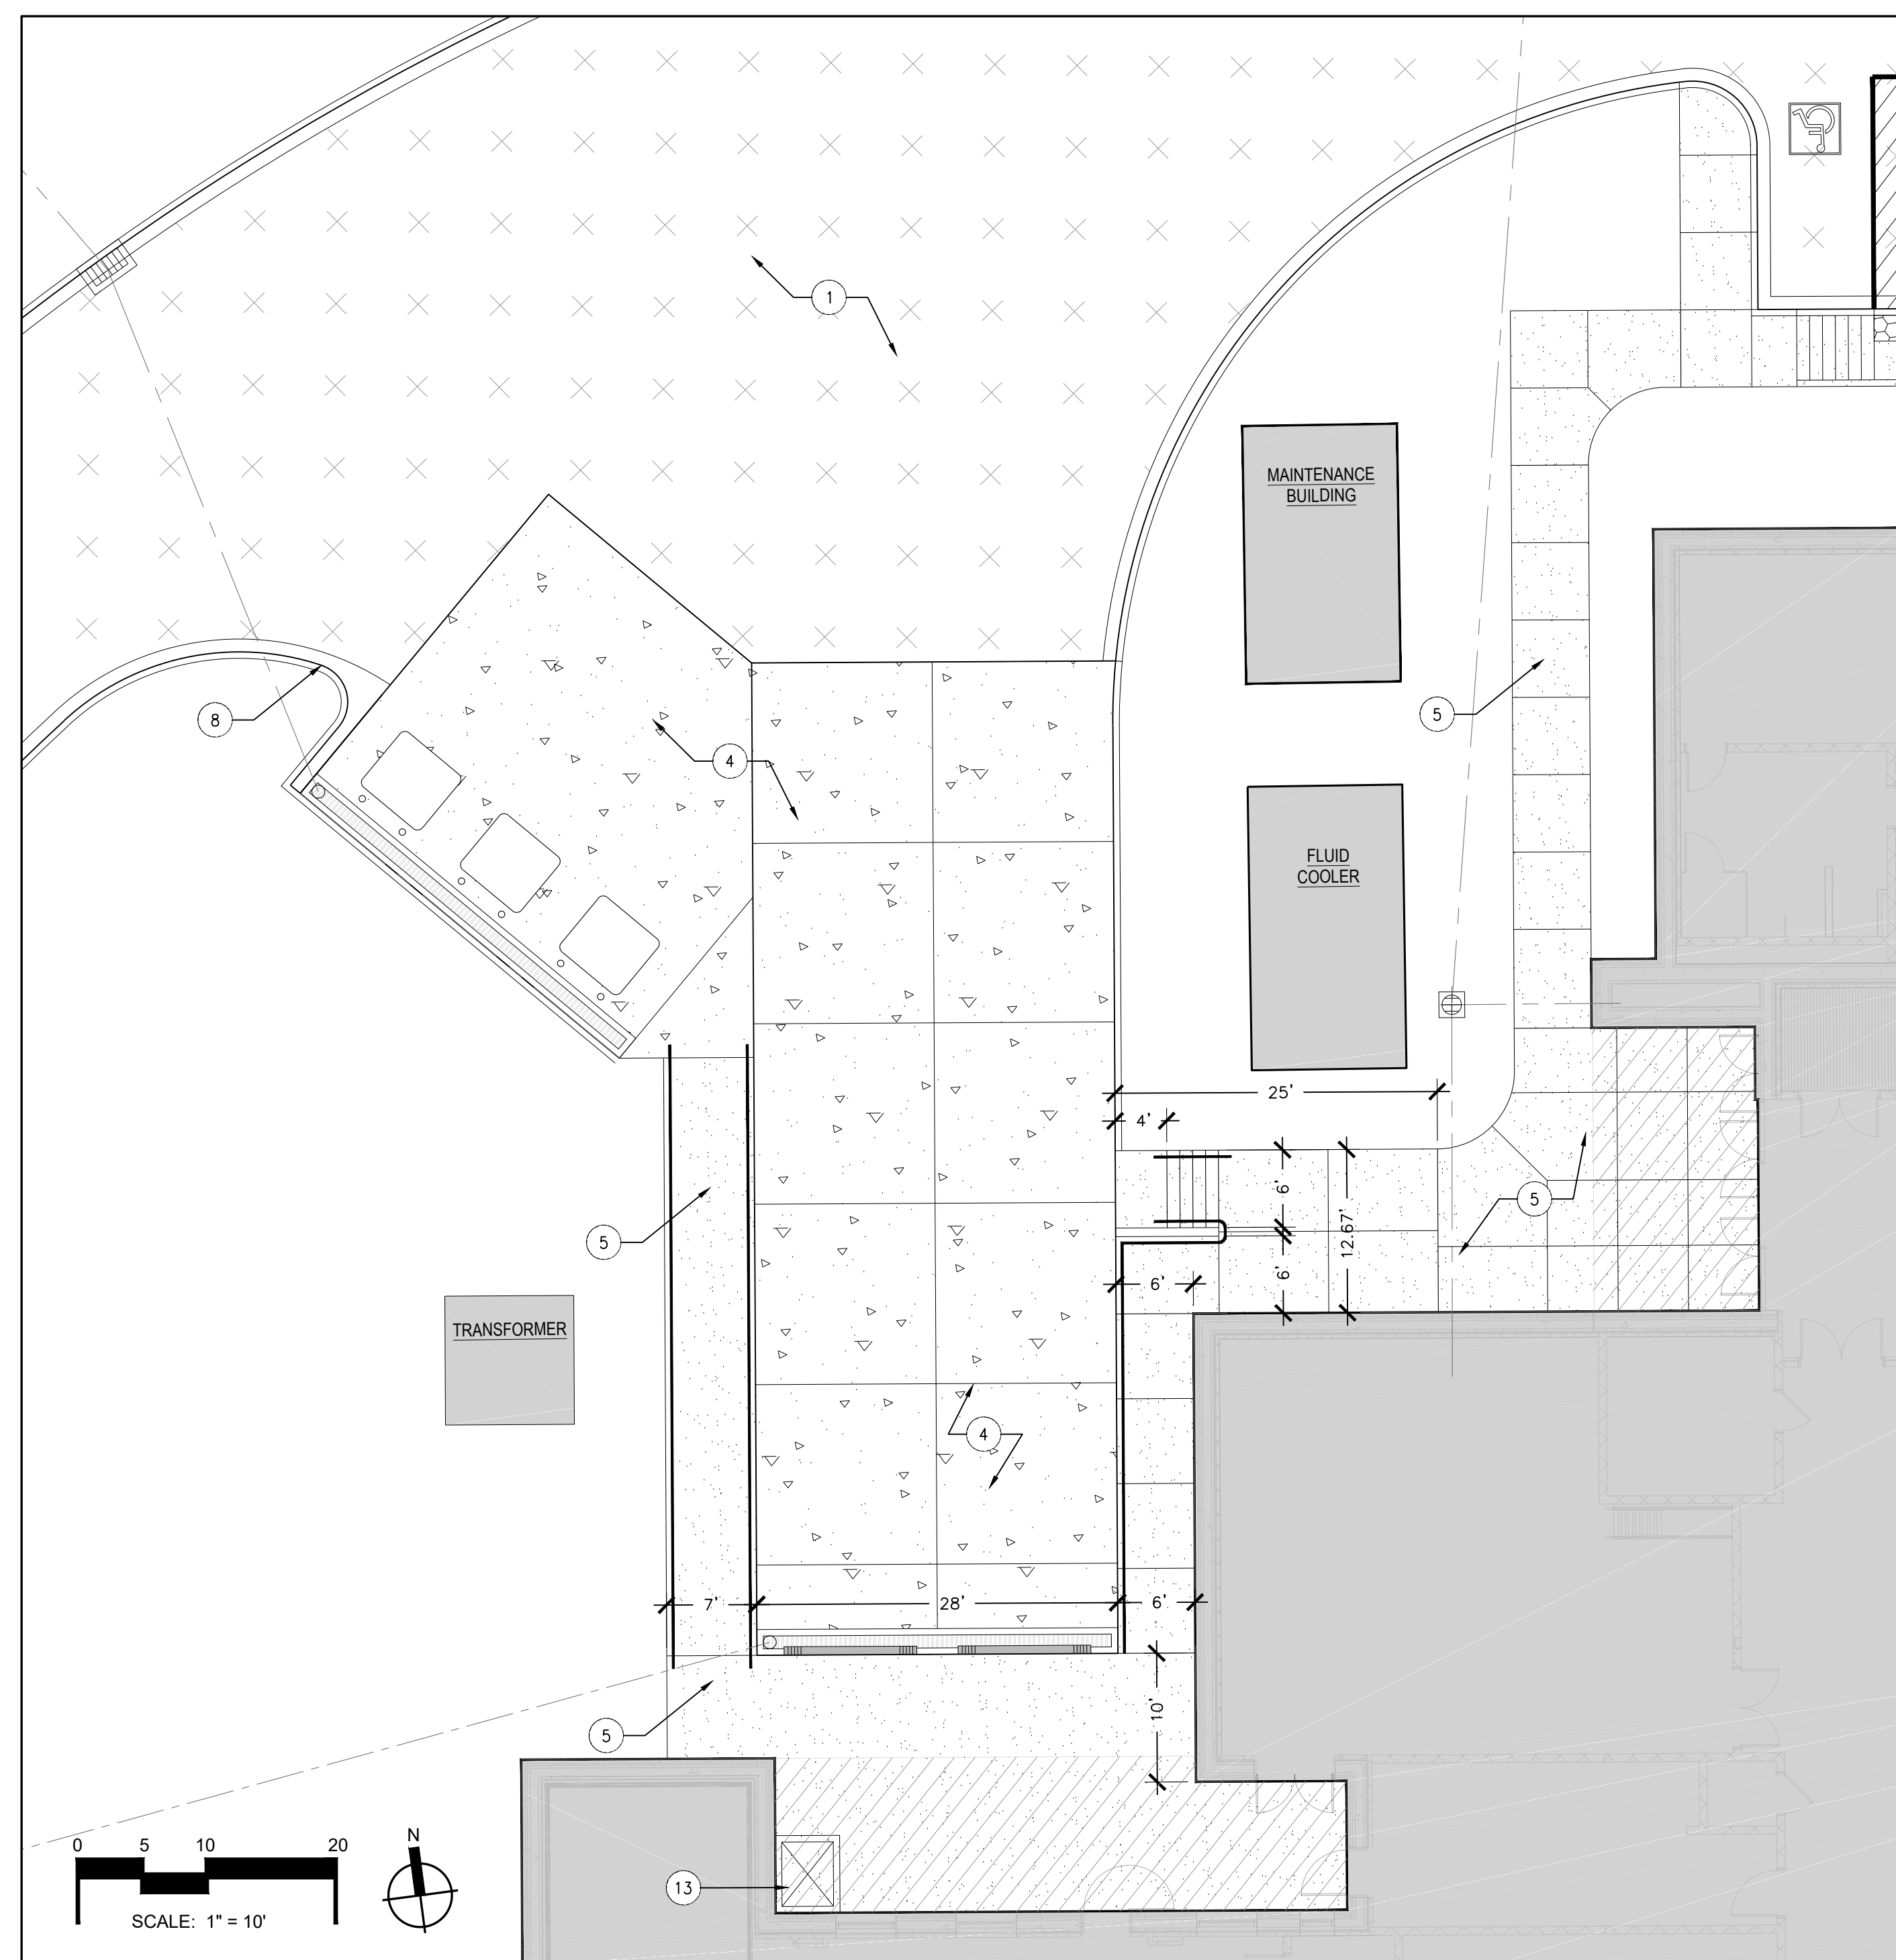 1
MAINTENANCE
BUILDING
8
5
4
FLUID
COOLER
25'
4'
6'
12.67'
5
5
6'
6'
TRANSFORMER
4
7'
28'
6'
10'
5
0 5 10 20
N
SCALE: 1" = 10'
13